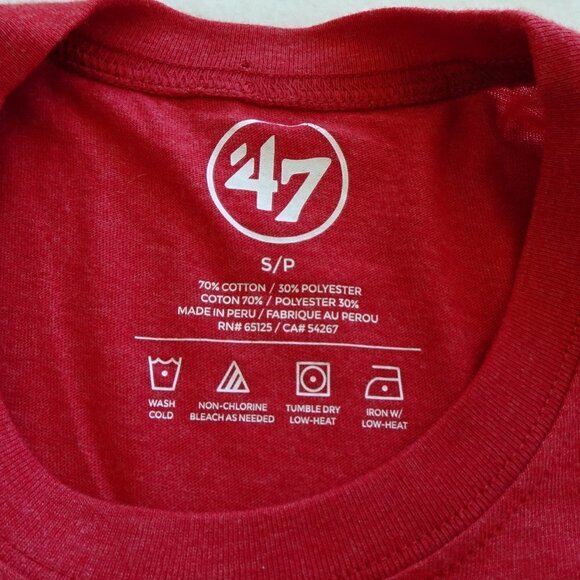 '47
S/P
70% COTTON / 30% POLYESTER
COTON 70% / POLYESTER 30%
MADE IN PERU / FABRIQUE AU PEROU
RN# 65125 / CA# 54267
WASH
COLD
NON-CHLORINE
BLEACH AS NEEDED
TUMBLE DRY
LOW-HEAT
IRON W/
LOW-HEAT